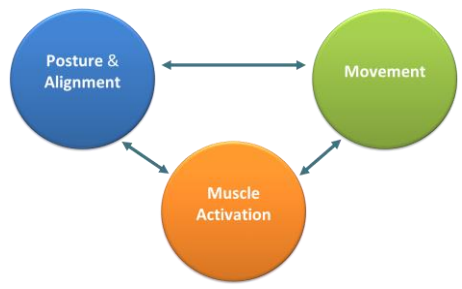 Posture &
Alignment
Movement
Muscle
Activation